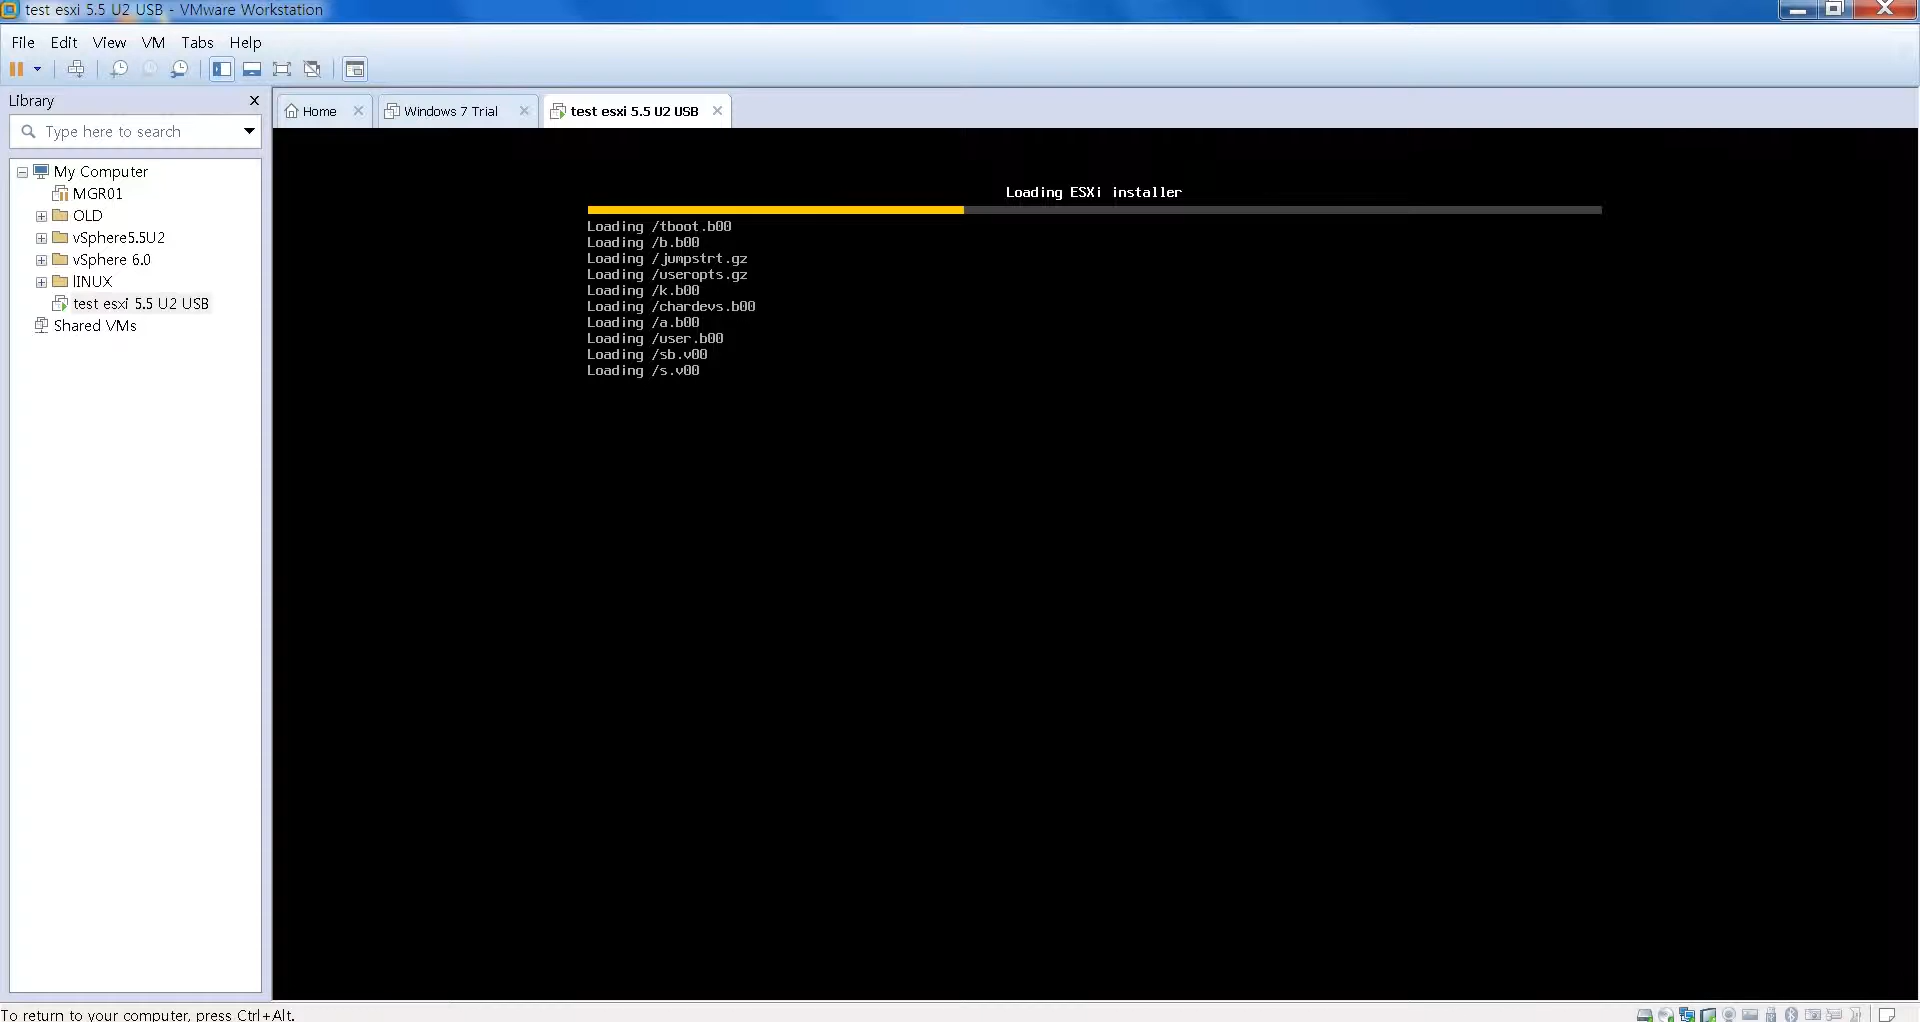 test esxi 5.5 U2 USB - VMware Workstation
File Edit View VM Tabs Help
Library
Type here to search
My Computer
MGR01
OLD
vSphere5.5U2
vSphere 6.0
lINUX
test esxi 5.5 U2 USB
Shared VMs
Home
Windows 7 Trial
test esxi 5.5 U2 USB
Loading ESXi installer
Loading /tboot.b00
Loading /b.b00
Loading /jumpstrt.gz
Loading /useropts.gz
Loading /k.b00
Loading /chardevs.b00
Loading /a.b00
Loading /user.b00
Loading /sb.v00
Loading /s.v00
To return to your computer, press Ctrl+Alt.